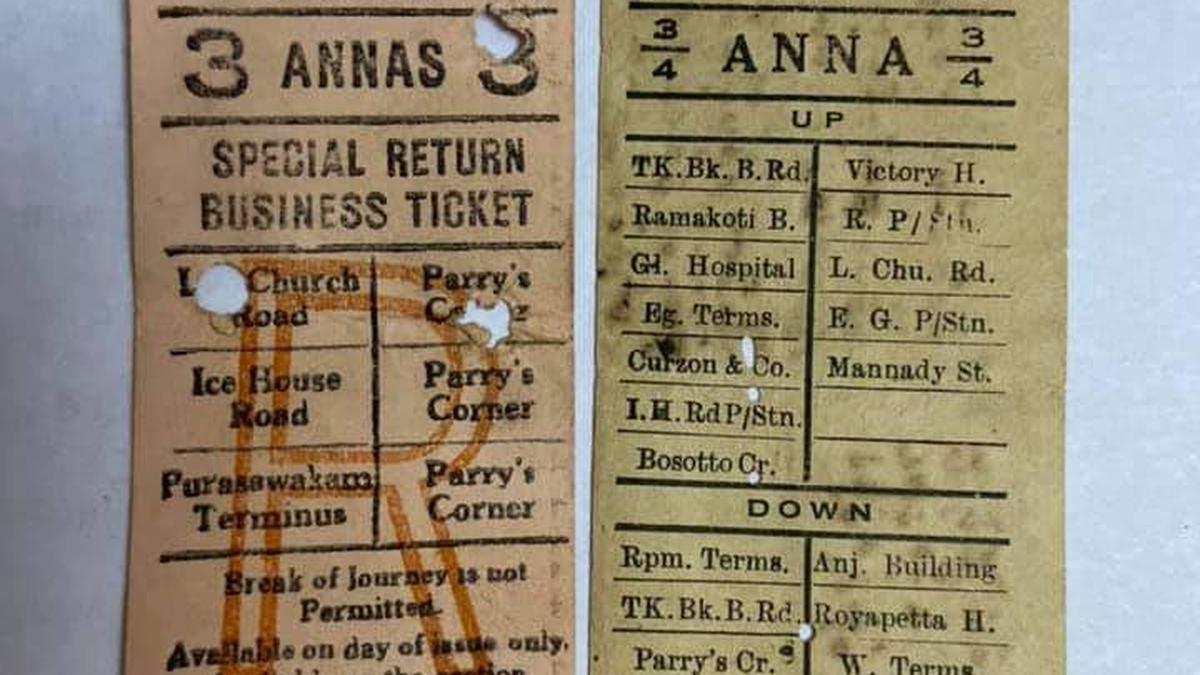 3 ANNAS 3
SPECIAL RETURN
BUSINESS TICKET
Church Parry's
Road
Ice House Parry's
Road Corner
Purasawakam Parry's
Terminus Corner
Break of Journey is not
Permitted.
Available on day of issue only,
3/4 ANNA 3/4
UP
TK.Bk. B.Rd. Victory H.
Ramakoti B. R. P/Stn.
Gl. Hospital L. Chu. Rd.
Eg. Terms. E. G. P/Stn.
Curzon & Co. Mannady St.
I.H.RdP/Stn.
Bosotto Cr.
DOWN
Rpm. Terms. Anj. Building
TK.Bk.B.Rd. Royapetta H.
Parry's Cr. W. Terms